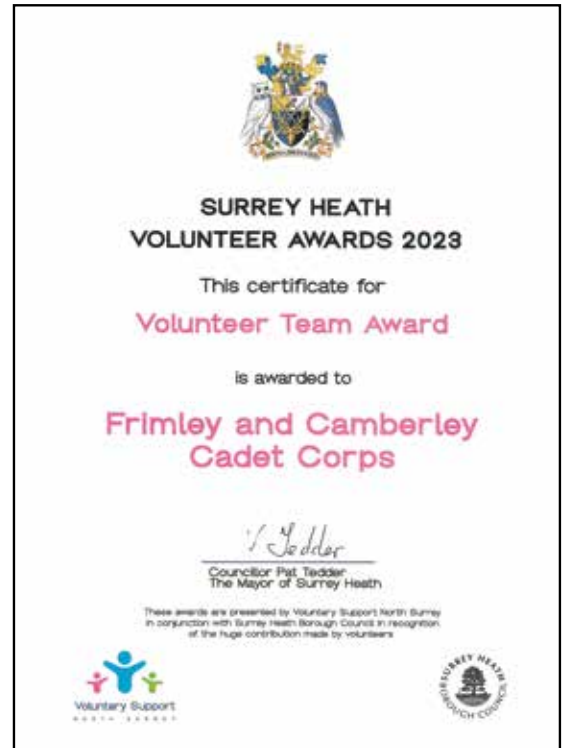 SURREY HEATH
VOLUNTEER AWARDS 2023
This certificate for
Volunteer Team Award
is awarded to
Frimley and Camberley
Cadet Corps
Tedder
Councillor Pat Tedder
The Mayor of Surrey Heath
These awards are presented by Voluntary Support North Surrey
in conjunction with Surrey Heath Borough Council in recognition
of the huge contribution made by volunteers
Voluntary Support
NORTH SURREY
SURREY HEATH
BOROUGH COUNCIL